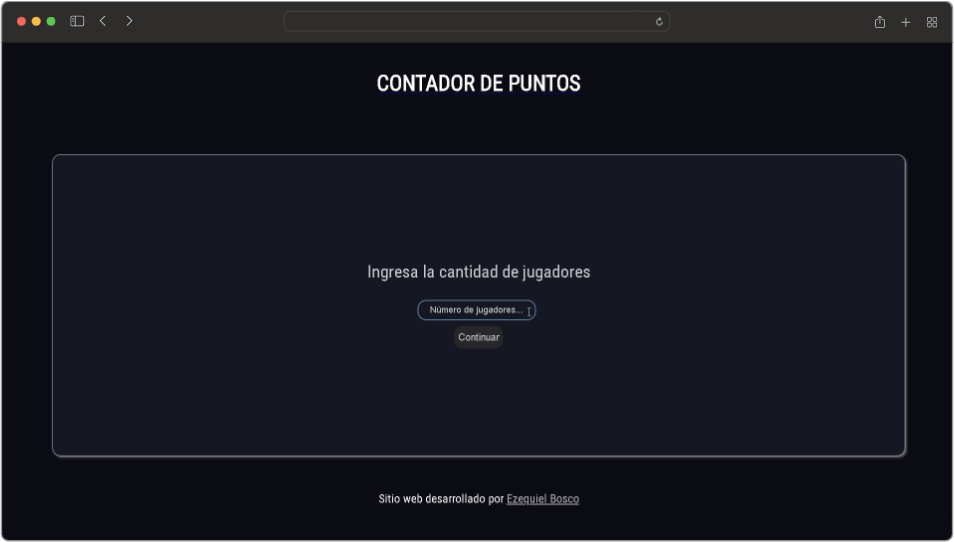 CONTADOR DE PUNTOS
Ingresa la cantidad de jugadores
Número de jugadores...
Continuar
Sitio web desarrollado por Ezequiel Bosco